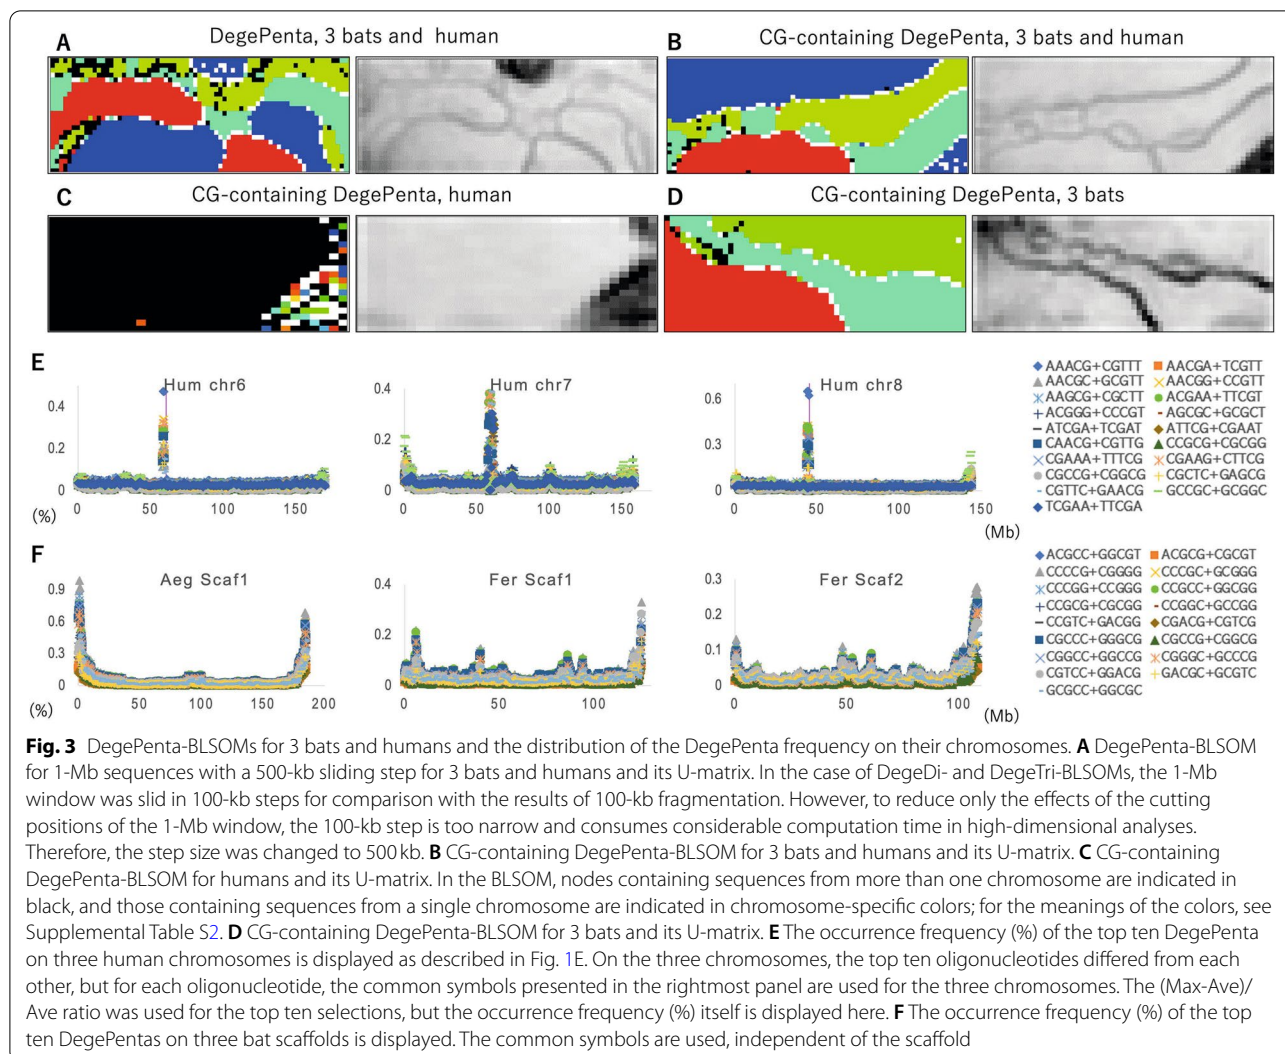 A DegePenta, 3 bats and human
B CG-containing DegePenta, 3 bats and human
C CG-containing DegePenta, human
D CG-containing DegePenta, 3 bats
E
Hum chr6
0.4
0.2
0
(%)
0 50 100 150
Hum chr7
0.4
0.2
0
0 50 100 150
Hum chr8
0.6
0.3
0
0 50 100 150
(Mb)
AAACG+CGTTT AACGA+TCGTT
AACGC+GCGTT AACGG+CCGTT
AAGCG+CGCTT ACGAA+TTCGT
ACGGG+CCCGT AGCGC+GCGCT
ATCGA+TCGAT ATTCG+CGAAT
CAACG+CGTTG CCGCG+CGCGG
CGAAA+TTTCG CGAAG+CTTCG
CGCCG+CGGCG CGCTC+GAGCG
CGTTC+GAACG GCCGC+GCGGC
TCGAA+TTCGA
F
Aeg Scaf1
0.9
0.6
0.3
0
(%)
0 50 100 150 200
Fer Scaf1
0.4
0.2
0
0 50 100
Fer Scaf2
0.3
0.2
0.1
0
0 50 100
(Mb)
ACGCC+GGCGT ACGCG+CGCGT
CCCCG+CGGGG CCCGC+GCGGG
CCCGG+CCGGG CCGCC+GGCGG
CCGCG+CGCGG CCGGC+GCCGG
CCGTC+GACGG CGACG+CGTCG
CGCCC+GGGCG CGCCG+CGGCG
CGGCC+GGCCG CGGGC+GCCCG
CGTCC+GGACG GACGC+GCGTC
GCGCC+GGCGC
Fig. 3 DegePenta-BLSOMs for 3 bats and humans and the distribution of the DegePenta frequency on their chromosomes. A DegePenta-BLSOM
for 1-Mb sequences with a 500-kb sliding step for 3 bats and humans and its U-matrix. In the case of DegeDi- and DegeTri-BLSOMs, the 1-Mb
window was slid in 100-kb steps for comparison with the results of 100-kb fragmentation. However, to reduce only the effects of the cutting
positions of the 1-Mb window, the 100-kb step is too narrow and consumes considerable computation time in high-dimensional analyses.
Therefore, the step size was changed to 500 kb. B CG-containing DegePenta-BLSOM for 3 bats and humans and its U-matrix. C CG-containing
DegePenta-BLSOM for humans and its U-matrix. In the BLSOM, nodes containing sequences from more than one chromosome are indicated in
black, and those containing sequences from a single chromosome are indicated in chromosome-specific colors; for the meanings of the colors, see
Supplemental Table S2. D CG-containing DegePenta-BLSOM for 3 bats and its U-matrix. E The occurrence frequency (%) of the top ten DegePenta
on three human chromosomes is displayed as described in Fig. 1E. On the three chromosomes, the top ten oligonucleotides differed from each
other, but for each oligonucleotide, the common symbols presented in the rightmost panel are used for the three chromosomes. The (Max-Ave)/
Ave ratio was used for the top ten selections, but the occurrence frequency (%) itself is displayed here. F The occurrence frequency (%) of the top
ten DegePentas on three bat scaffolds is displayed. The common symbols are used, independent of the scaffold